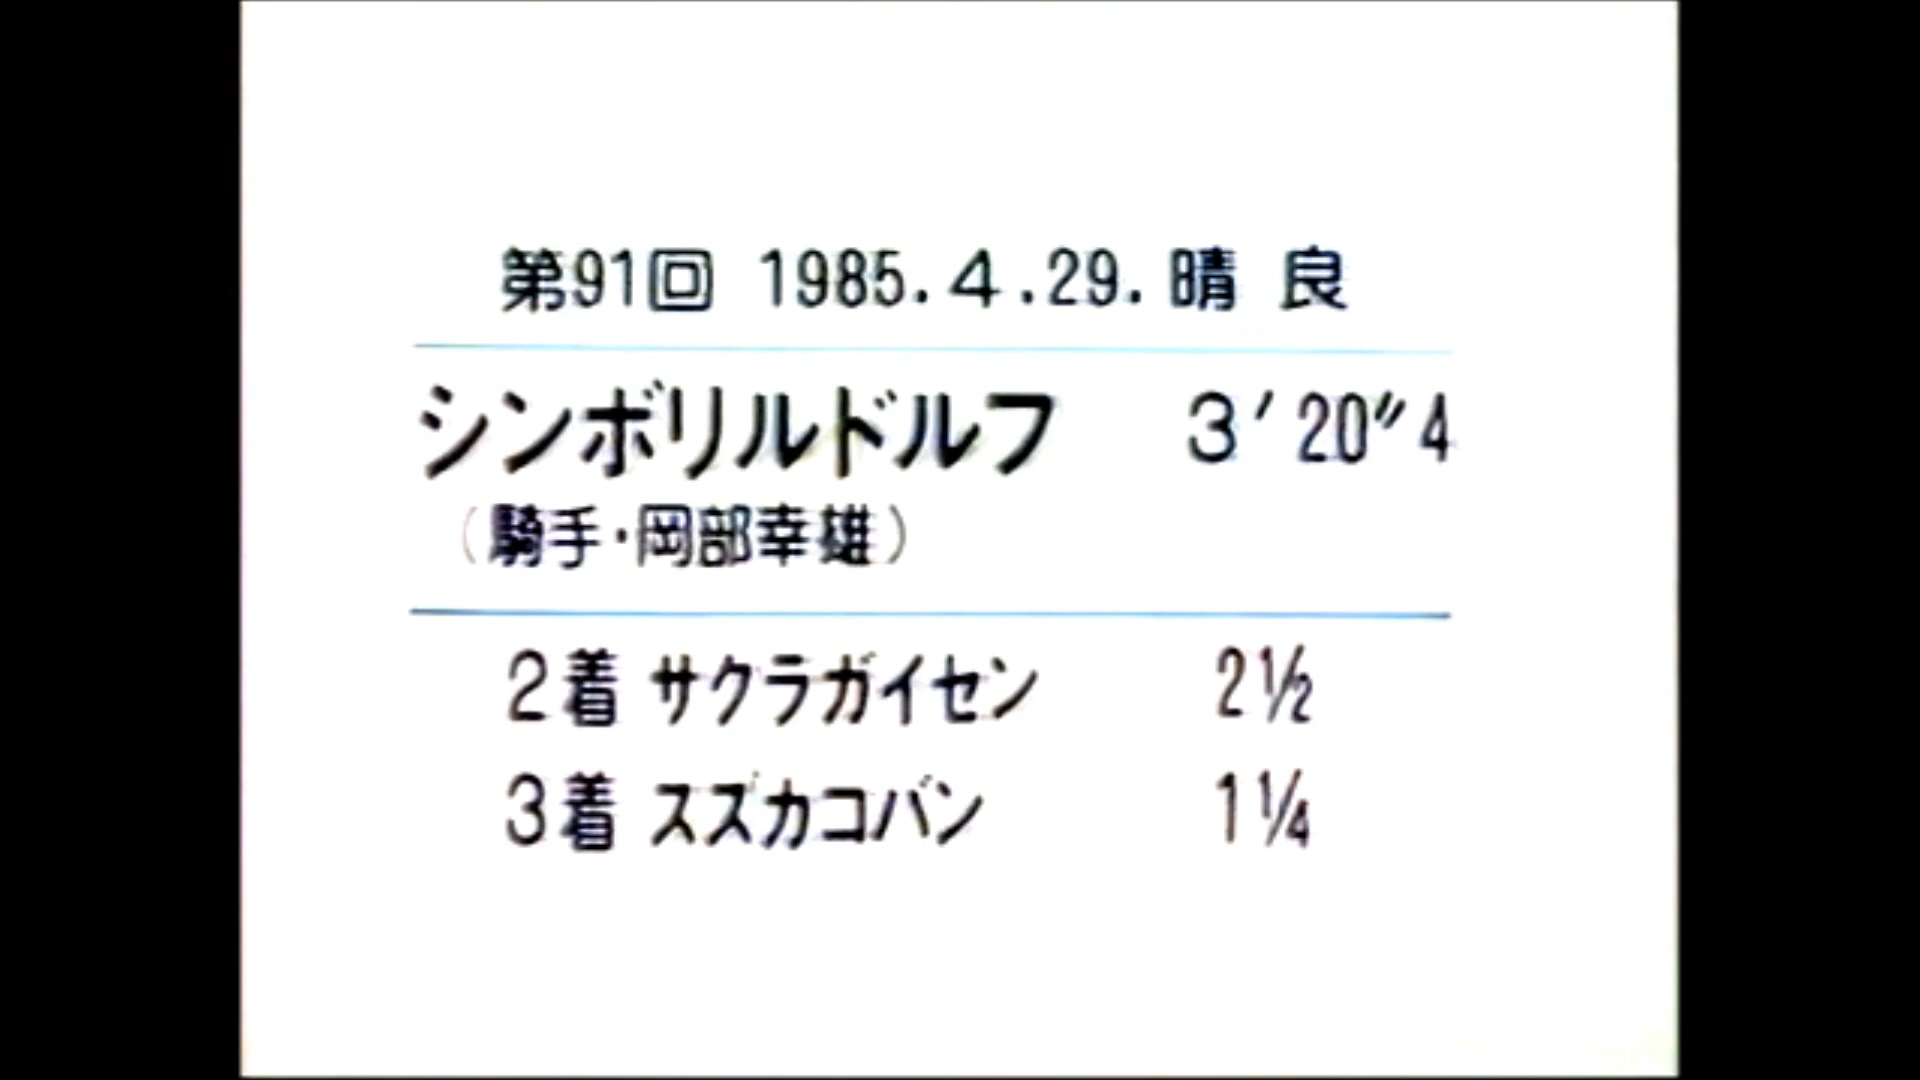 第91回 1985.4.29.晴 良
シンボリルドルフ 3′20″4
(騎手・岡部幸雄)
2着 サクラガイセン 2½
3着 スズカコバン 1¼